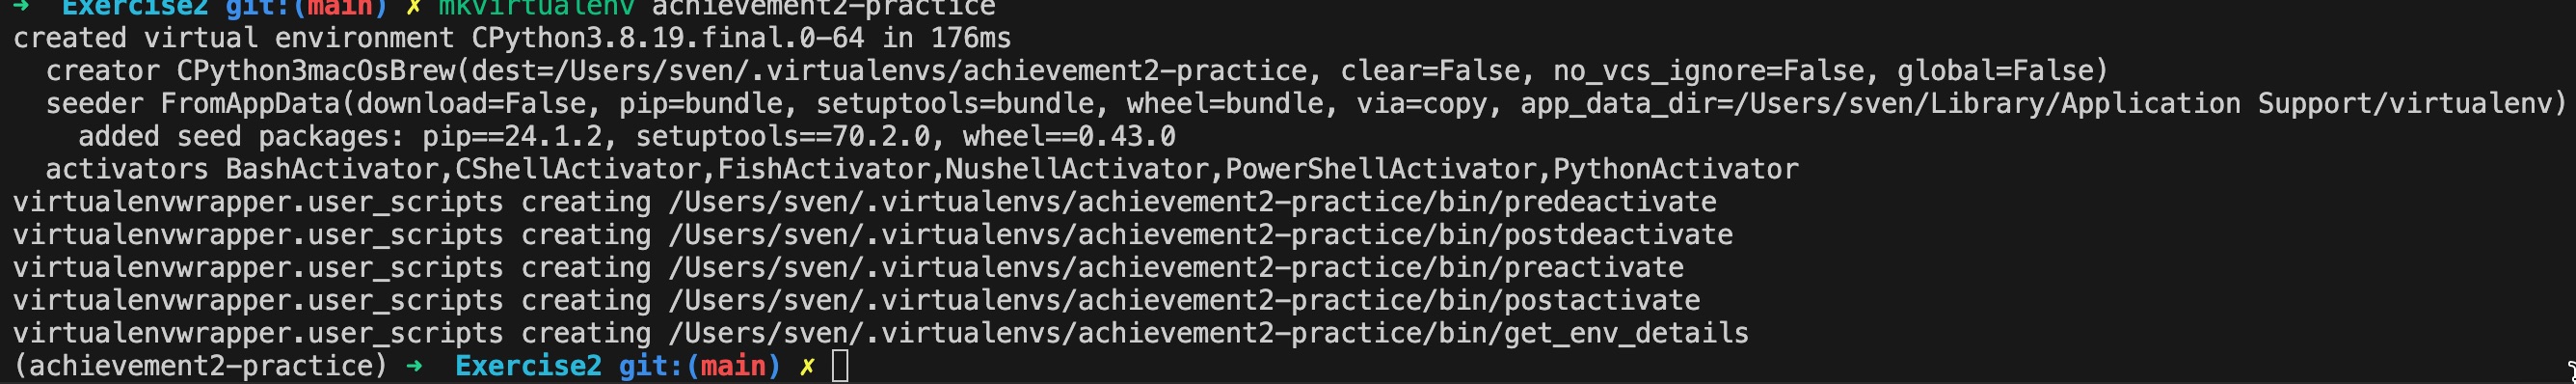 ➜  Exercise2 git:(main) ✗ mkvirtualenv achievement2-practice
created virtual environment CPython3.8.19.final.0-64 in 176ms
  creator CPython3macOsBrew(dest=/Users/sven/.virtualenvs/achievement2-practice, clear=False, no_vcs_ignore=False, global=False)
  seeder FromAppData(download=False, pip=bundle, setuptools=bundle, wheel=bundle, via=copy, app_data_dir=/Users/sven/Library/Application Support/virtualenv)
    added seed packages: pip==24.1.2, setuptools==70.2.0, wheel==0.43.0
  activators BashActivator,CShellActivator,FishActivator,NushellActivator,PowerShellActivator,PythonActivator
virtualenvwrapper.user_scripts creating /Users/sven/.virtualenvs/achievement2-practice/bin/predeactivate
virtualenvwrapper.user_scripts creating /Users/sven/.virtualenvs/achievement2-practice/bin/postdeactivate
virtualenvwrapper.user_scripts creating /Users/sven/.virtualenvs/achievement2-practice/bin/preactivate
virtualenvwrapper.user_scripts creating /Users/sven/.virtualenvs/achievement2-practice/bin/postactivate
virtualenvwrapper.user_scripts creating /Users/sven/.virtualenvs/achievement2-practice/bin/get_env_details
(achievement2-practice) ➜  Exercise2 git:(main) ✗